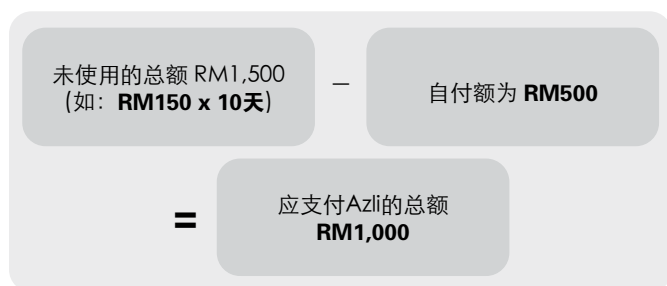 未使用的总额 RM1,500
(如：RM150 x 10天)
–
自付额为 RM500
=
应支付Azli的总额
RM1,000